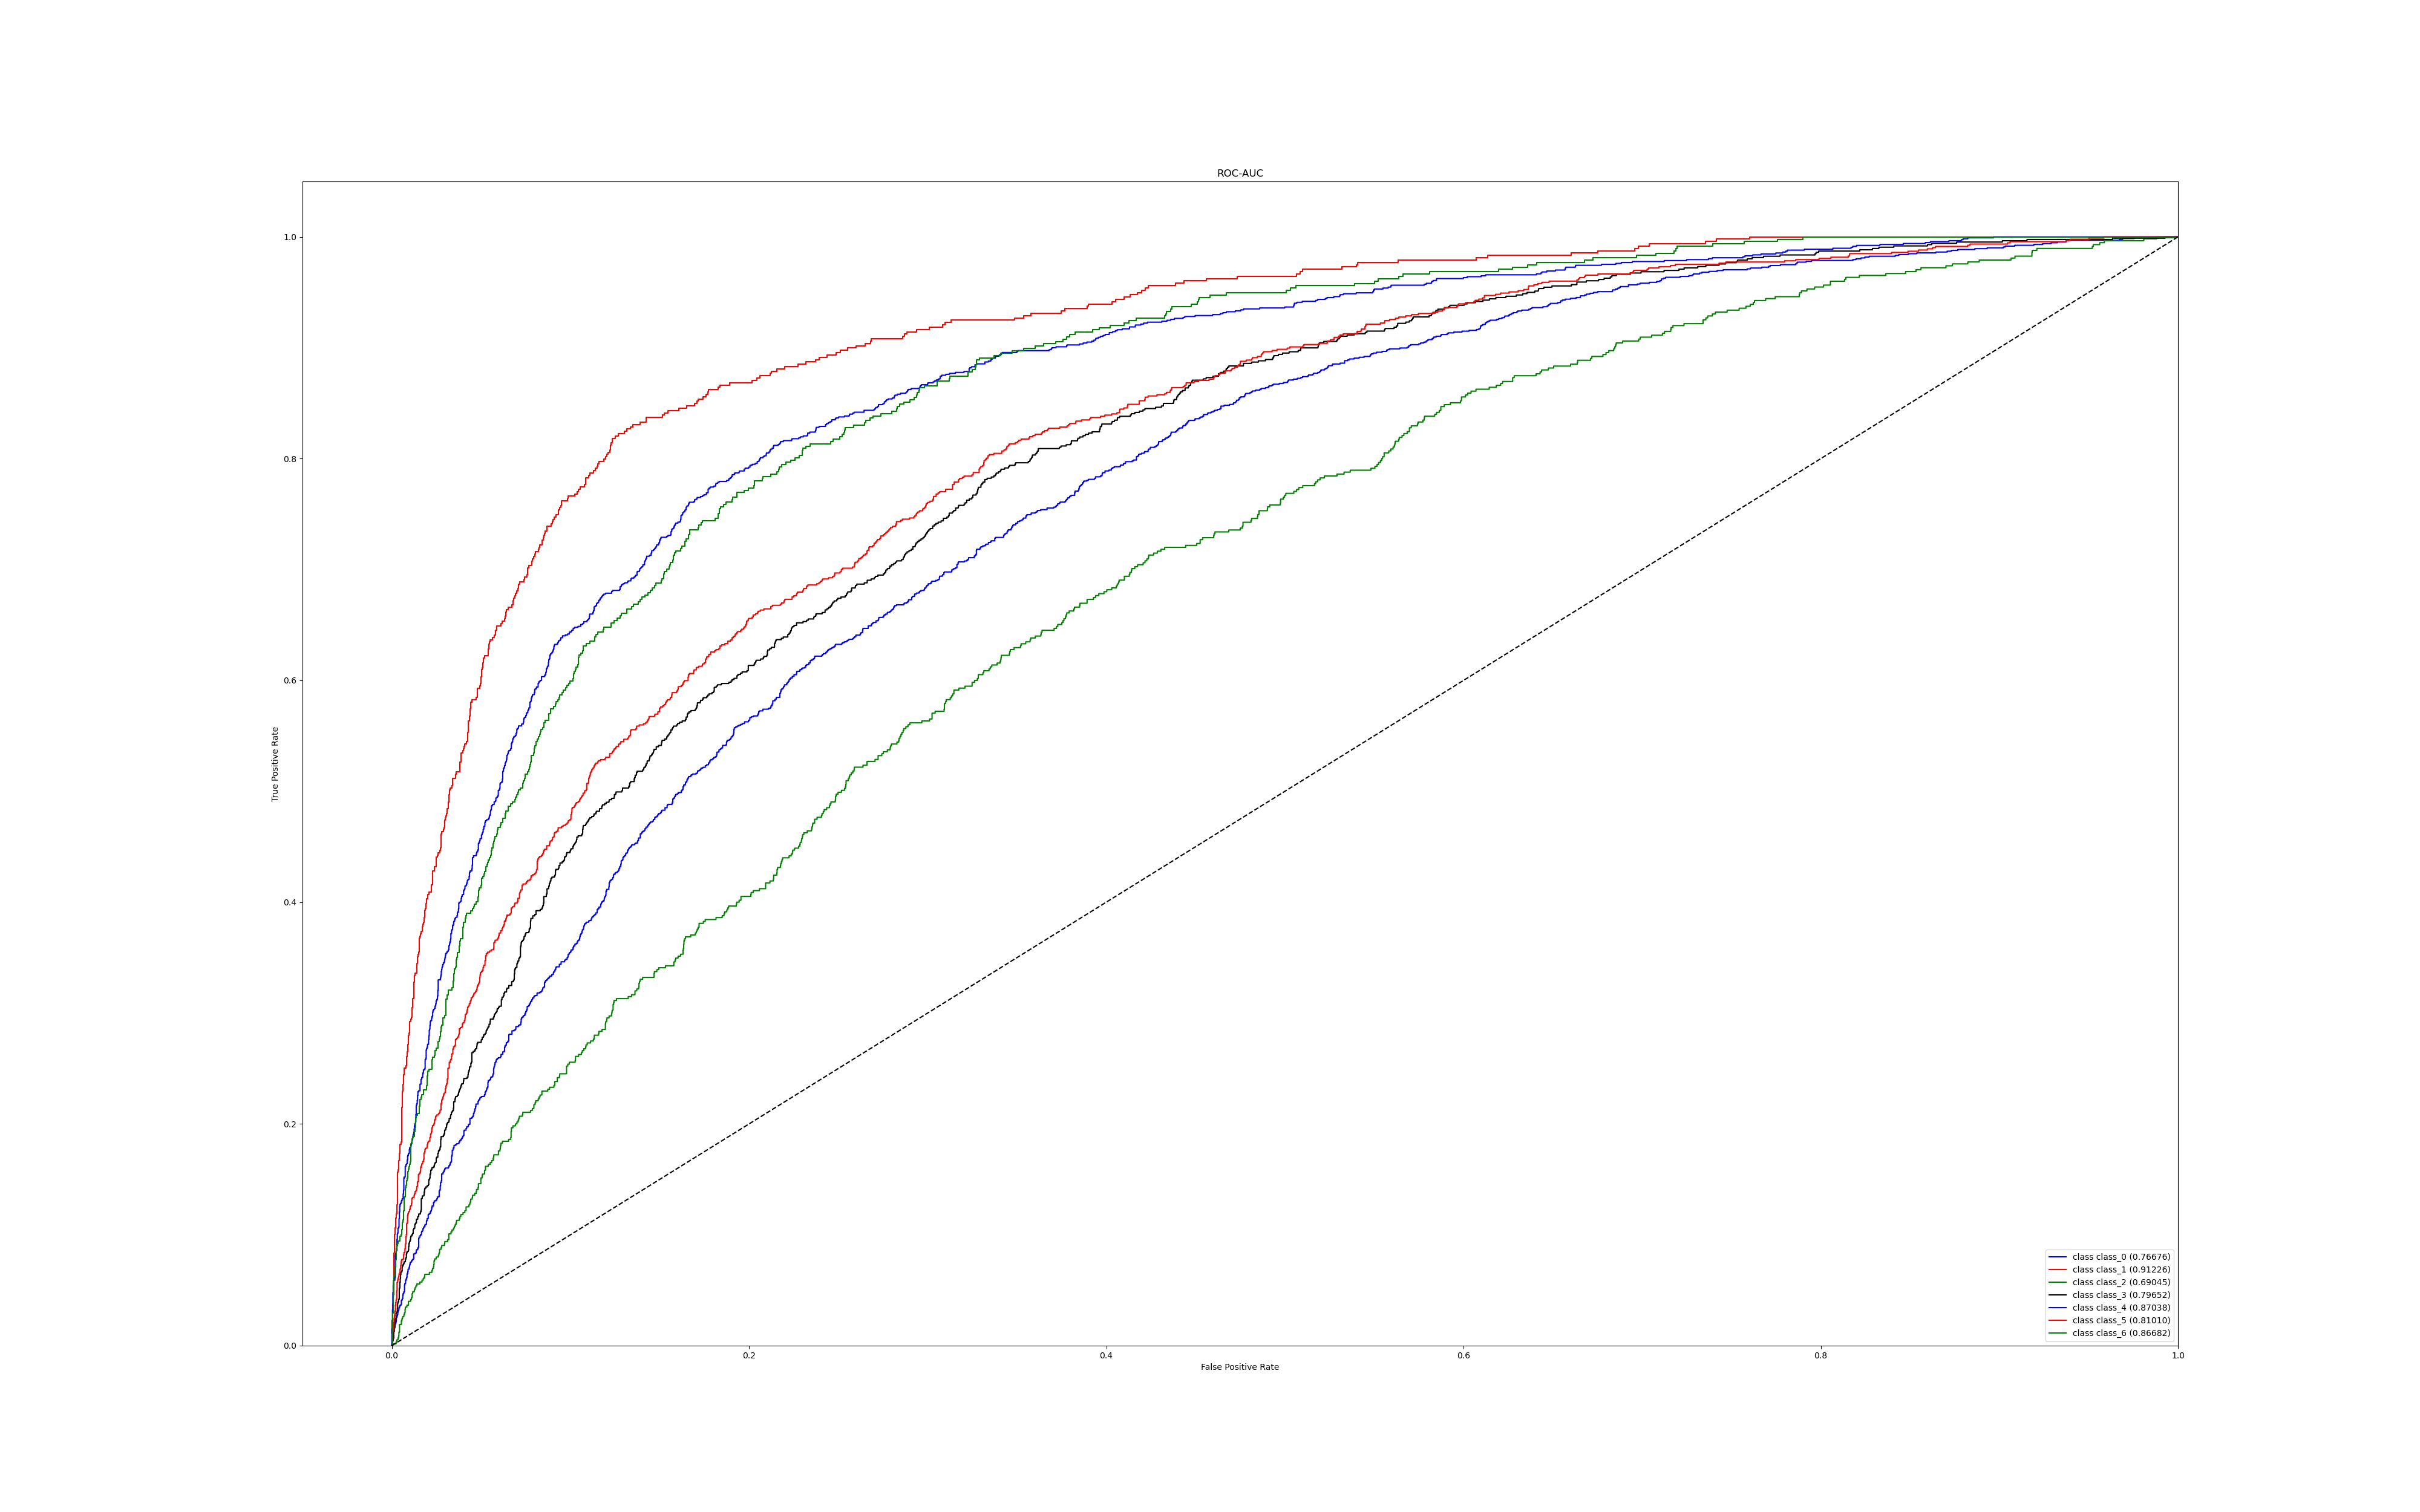 ROC-AUC
1.0
0.8
0.6
0.4
0.2
0.0
True Positive Rate
0.0 0.2 0.4 0.6 0.8 1.0
False Positive Rate
class class_0 (0.76676)
class class_1 (0.91226)
class class_2 (0.69045)
class class_3 (0.79652)
class class_4 (0.87038)
class class_5 (0.81010)
class class_6 (0.86682)